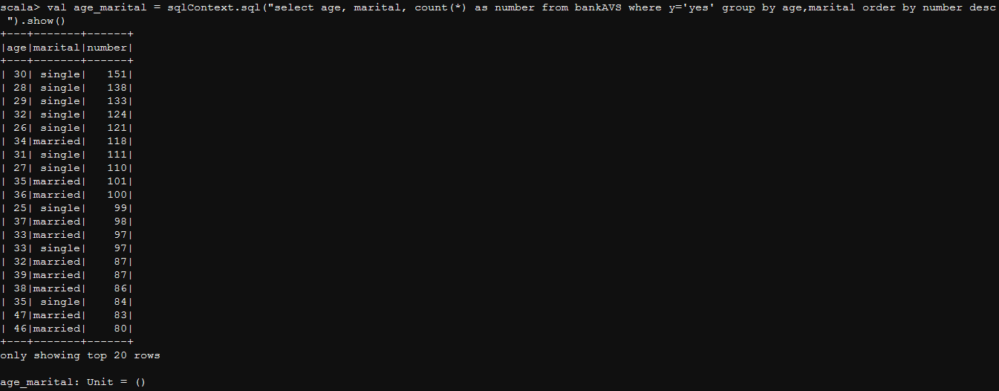 scala> val age_marital = sqlContext.sql("select age, marital, count(*) as number from bankAVS where y='yes' group by age,marital order by number desc
 ").show()
+---+-------+------+
|age|marital|number|
+---+-------+------+
| 30| single|   151|
| 28| single|   138|
| 29| single|   133|
| 32| single|   124|
| 26| single|   121|
| 34|married|   118|
| 31| single|   111|
| 27| single|   110|
| 35|married|   101|
| 36|married|   100|
| 25| single|    99|
| 37|married|    98|
| 33|married|    97|
| 33| single|    97|
| 32|married|    87|
| 39|married|    87|
| 38|married|    86|
| 35| single|    84|
| 47|married|    83|
| 46|married|    80|
+---+-------+------+
only showing top 20 rows

age_marital: Unit = ()